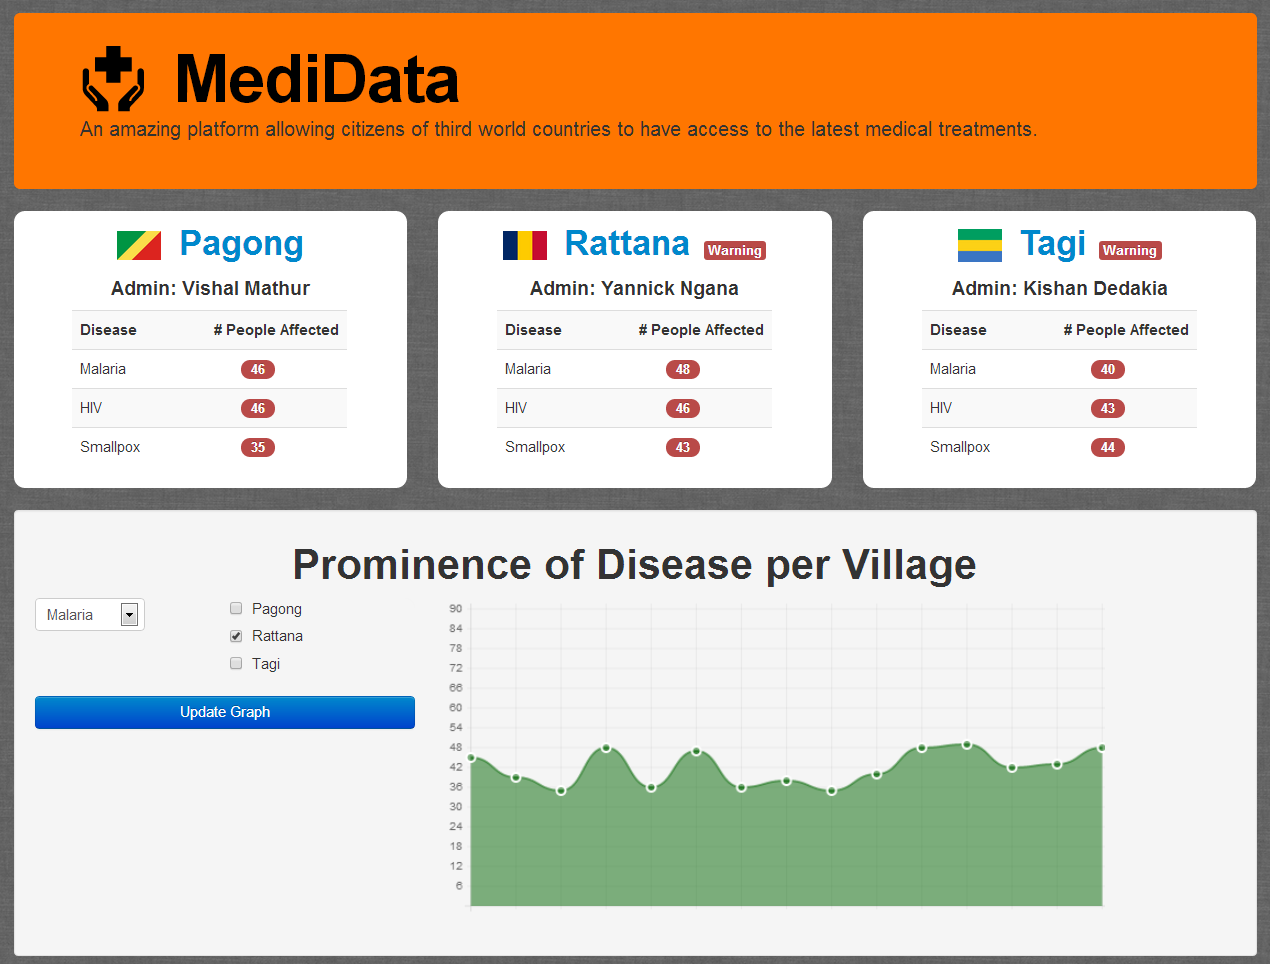 MediData
An amazing platform allowing citizens of third world countries to have access to the latest medical treatments.
Pagong
Admin: Vishal Mathur
Disease # People Affected
Malaria 46
HIV 46
Smallpox 35
Rattana Warning
Admin: Yannick Ngana
Disease # People Affected
Malaria 48
HIV 46
Smallpox 43
Tagi Warning
Admin: Kishan Dedakia
Disease # People Affected
Malaria 40
HIV 43
Smallpox 44
Prominence of Disease per Village
Malaria
Pagong
Rattana
Tagi
Update Graph
90
84
78
72
66
60
54
48
42
36
30
24
18
12
6